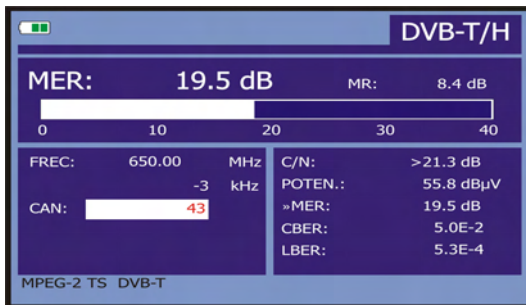 DVB-T/H
MER: 19.5 dB MR: 8.4 dB
0 10 20 30 40
FREC: 650.00 MHz
-3 kHz
CAN: 43
C/N: >21.3 dB
POTEN.: 55.8 dBµV
»MER: 19.5 dB
CBER: 5.0E-2
LBER: 5.3E-4
MPEG-2 TS DVB-T